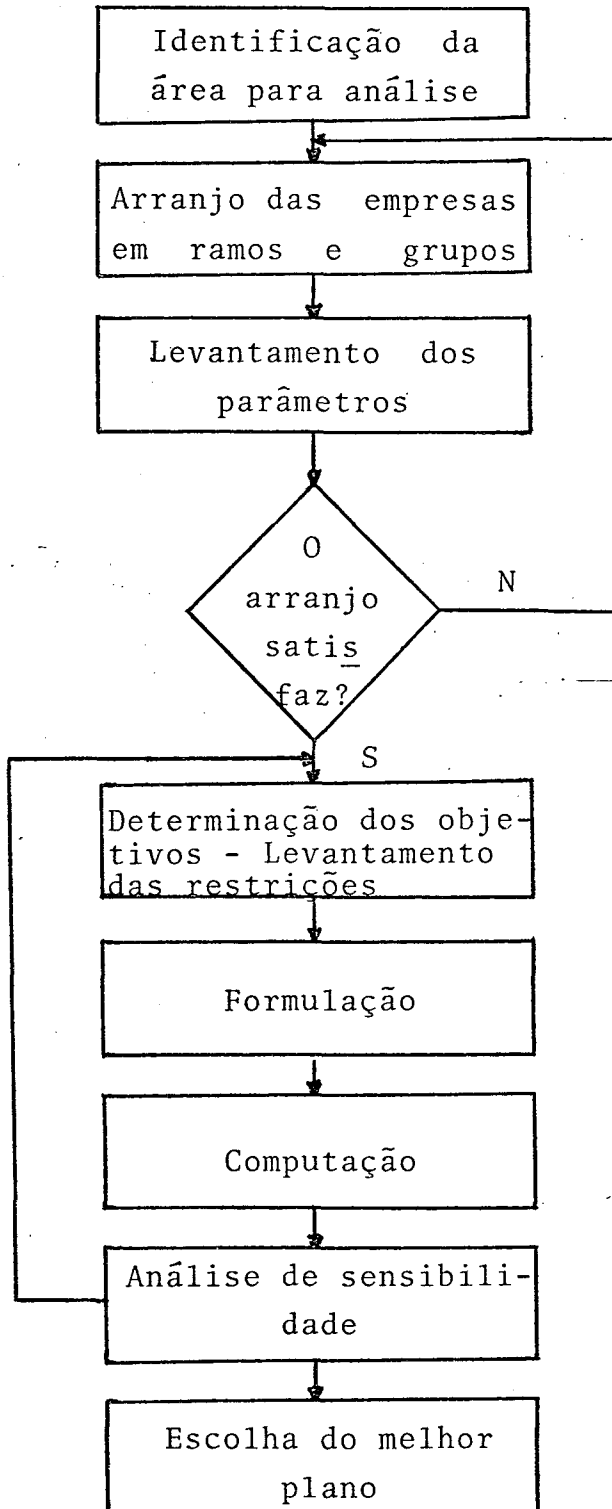 Identificação da
área para análise
Arranjo das empresas
em ramos e grupos
Levantamento dos
parâmetros
O
arranjo
satis
faz?
N
S
Determinação dos obje-
tivos - Levantamento
das restrições
Formulação
Computação
Análise de sensibili-
dade
Escolha do melhor
plano